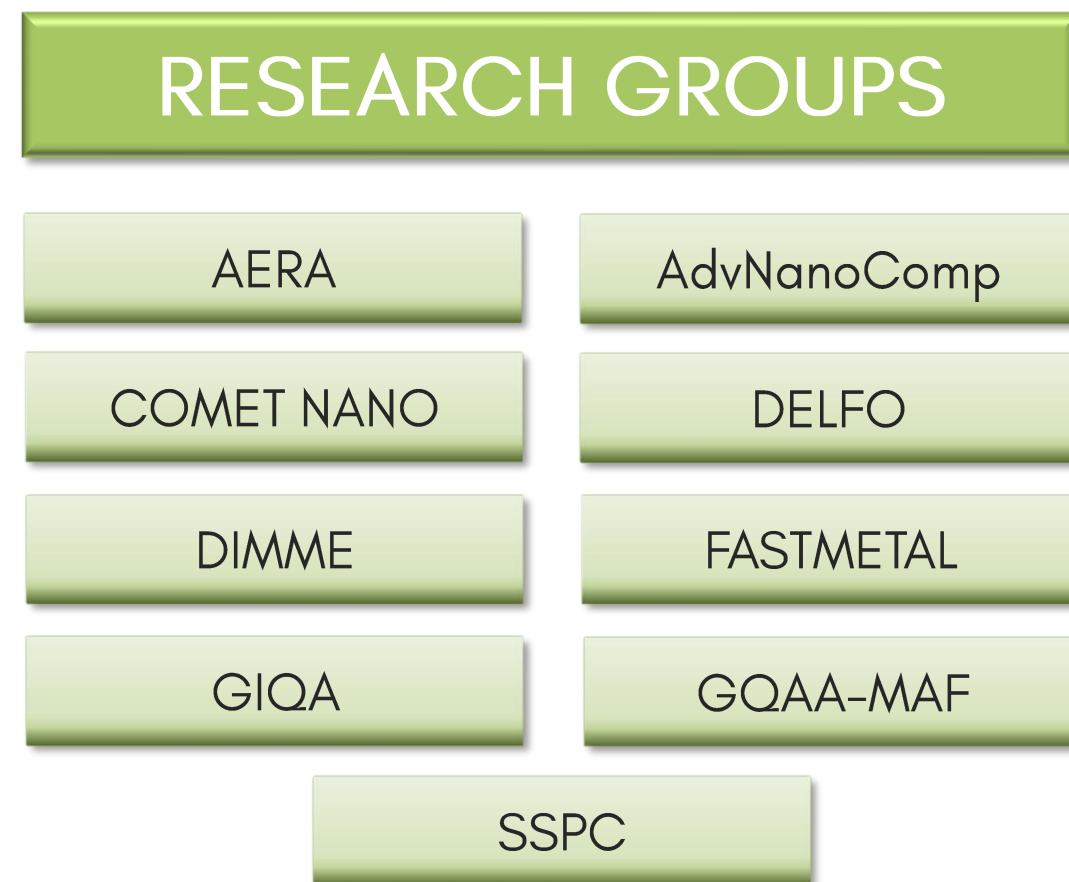 RESEARCH GROUPS
AERA
AdvNanoComp
COMET NANO
DELFO
DIMME
FASTMETAL
GIQA
GQAA-MAF
SSPC